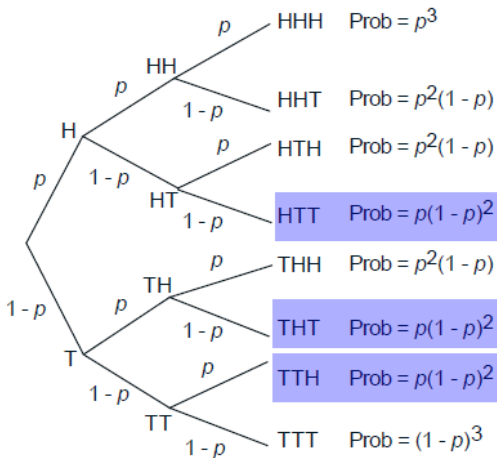 p HHH Prob = p³
HH
p 1 - p HHT Prob = p²(1 - p)
H p HTH Prob = p²(1 - p)
p 1 - p
HT 1 - p HTT Prob = p(1 - p)²
p THH Prob = p²(1 - p)
TH
1 - p p 1 - p THT Prob = p(1 - p)²
T p TTH Prob = p(1 - p)²
1 - p
TT 1 - p TTT Prob = (1 - p)³